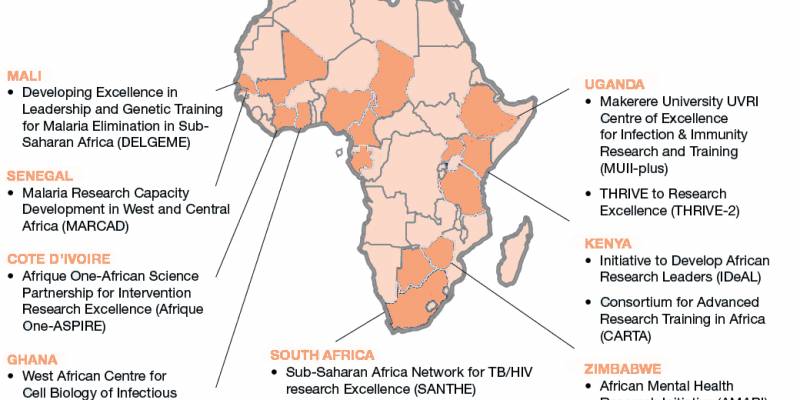 MALI
• Developing Excellence in
Leadership and Genetic Training
for Malaria Elimination in Sub-
Saharan Africa (DELGEME)
SENEGAL
• Malaria Research Capacity
Development in West and Central
Africa (MARCAD)
COTE D'IVOIRE
• Afrique One-African Science
Partnership for Intervention
Research Excellence (Afrique
One-ASPIRE)
GHANA
• West African Centre for
Cell Biology of Infectious
SOUTH AFRICA
• Sub-Saharan Africa Network for TB/HIV
research Excellence (SANTHE)
UGANDA
• Makerere University UVRI
Centre of Excellence
for Infection & Immunity
Research and Training
(MUII-plus)
• THRIVE to Research
Excellence (THRIVE-2)
KENYA
• Initiative to Develop African
Research Leaders (IDeAL)
• Consortium for Advanced
Research Training in Africa
(CARTA)
ZIMBABWE
• African Mental Health